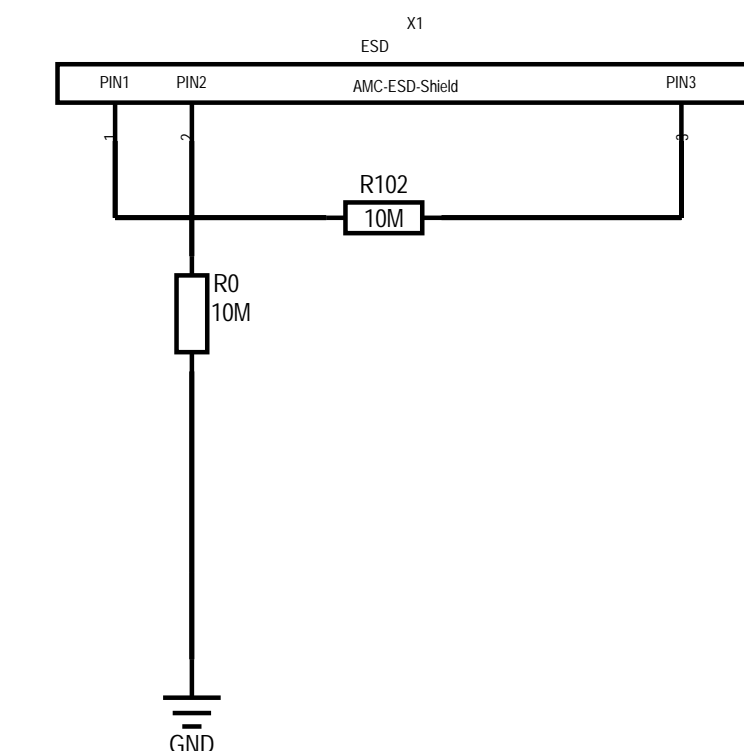 X1
ESD
PIN1 PIN2 AMC-ESD-Shield PIN3
1 2 3
R102
10M
R0
10M
GND